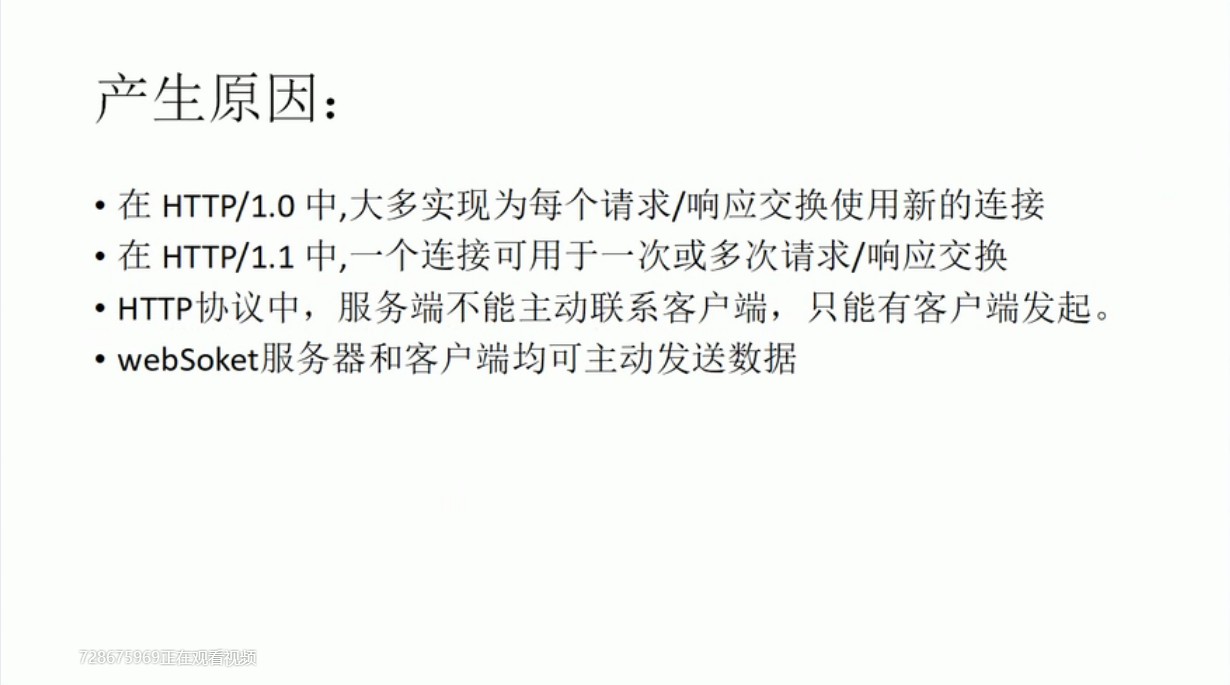 产生原因：
• 在 HTTP/1.0 中,大多实现为每个请求/响应交换使用新的连接
• 在 HTTP/1.1 中,一个连接可用于一次或多次请求/响应交换
• HTTP协议中，服务端不能主动联系客户端，只能有客户端发起。
• webSoket服务器和客户端均可主动发送数据
728675969正在观看视频